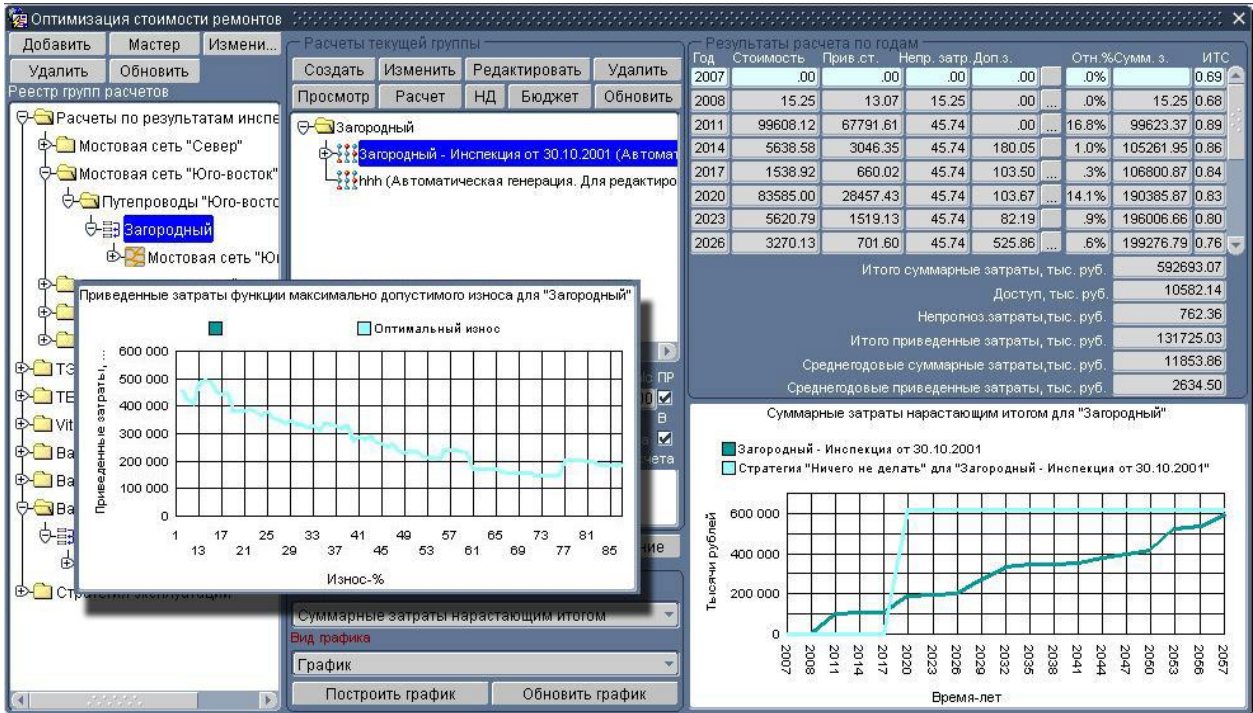 Оптимизация стоимости ремонтов
Добавить Мастер Измени...
Удалить Обновить
Реестр групп расчетов
Расчеты по результатам инспе
Мостовая сеть "Север"
Мостовая сеть "Юго-восток"
Путепроводы "Юго-восто
Загородный
Мостовая сеть "Юг
ТЭ
ТЕ
Vit
Ва
Ва
Ва
Стратегия эксплуатации
Расчеты текущей группы
Создать Изменить Редактировать Удалить
Просмотр Расчет НД Бюджет Обновить
Загородный
Загородный - Инспекция от 30.10.2001 (Автомат
hhh (Автоматическая генерация. Для редактиро
ПР
В
чета
ние
Суммарные затраты нарастающим итогом
Вид графика
График
Построить график Обновить график
Приведенные затраты функции максимально допустимого износа для "Загородный"
Оптимальный износ
Приведенные затраты, ...
600 000
500 000
400 000
300 000
200 000
100 000
0
1 17 25 33 41 49 57 65 73 81
13 21 29 37 45 53 61 69 77 85
Износ-%
Результаты расчета по годам
Год Стоимость Прив.ст. Непр. затр. Доп.з. Отн.% Сумм. з. ИТС
2007 .00 .00 .00 .00 .0% 0.69
2008 15.25 13.07 15.25 .00 ... .0% 15.25 0.68
2011 99608.12 67791.61 45.74 .00 ... 16.8% 99623.37 0.89
2014 5638.58 3046.35 45.74 180.05 ... 1.0% 105261.95 0.86
2017 1538.92 660.02 45.74 103.50 ... .3% 106800.87 0.84
2020 83585.00 28457.43 45.74 103.67 ... 14.1% 190385.87 0.83
2023 5620.79 1519.13 45.74 82.19 ... .9% 196006.66 0.80
2026 3270.13 701.60 45.74 525.86 ... .6% 199276.79 0.76
Итого суммарные затраты, тыс. руб. 592693.07
Доступ, тыс. руб. 10582.14
Непрогноз.затраты,тыс. руб. 762.36
Итого приведенные затраты, тыс. руб. 131725.03
Среднегодовые суммарные затраты, тыс. руб. 11853.86
Среднегодовые приведенные затраты, тыс. руб. 2634.50
Суммарные затраты нарастающим итогом для "Загородный"
Загородный - Инспекция от 30.10.2001
Стратегия "Ничего не делать" для "Загородный - Инспекция от 30.10.2001"
Тысячи рублей
600 000
400 000
200 000
0
2007 2008 2011 2014 2017 2020 2023 2026 2029 2032 2035 2038 2041 2044 2047 2050 2053 2056 2057
Время-лет